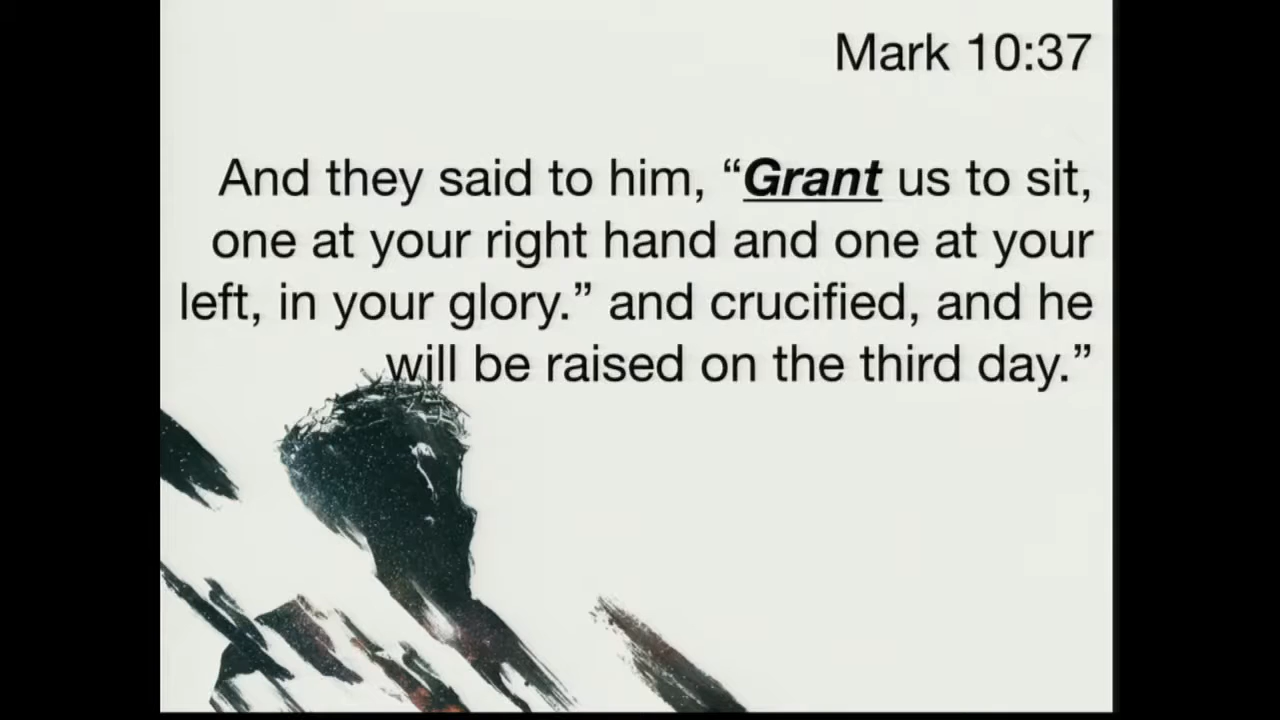 Mark 10:37
And they said to him, “Grant us to sit,
one at your right hand and one at your
left, in your glory.” and crucified, and he
will be raised on the third day.”